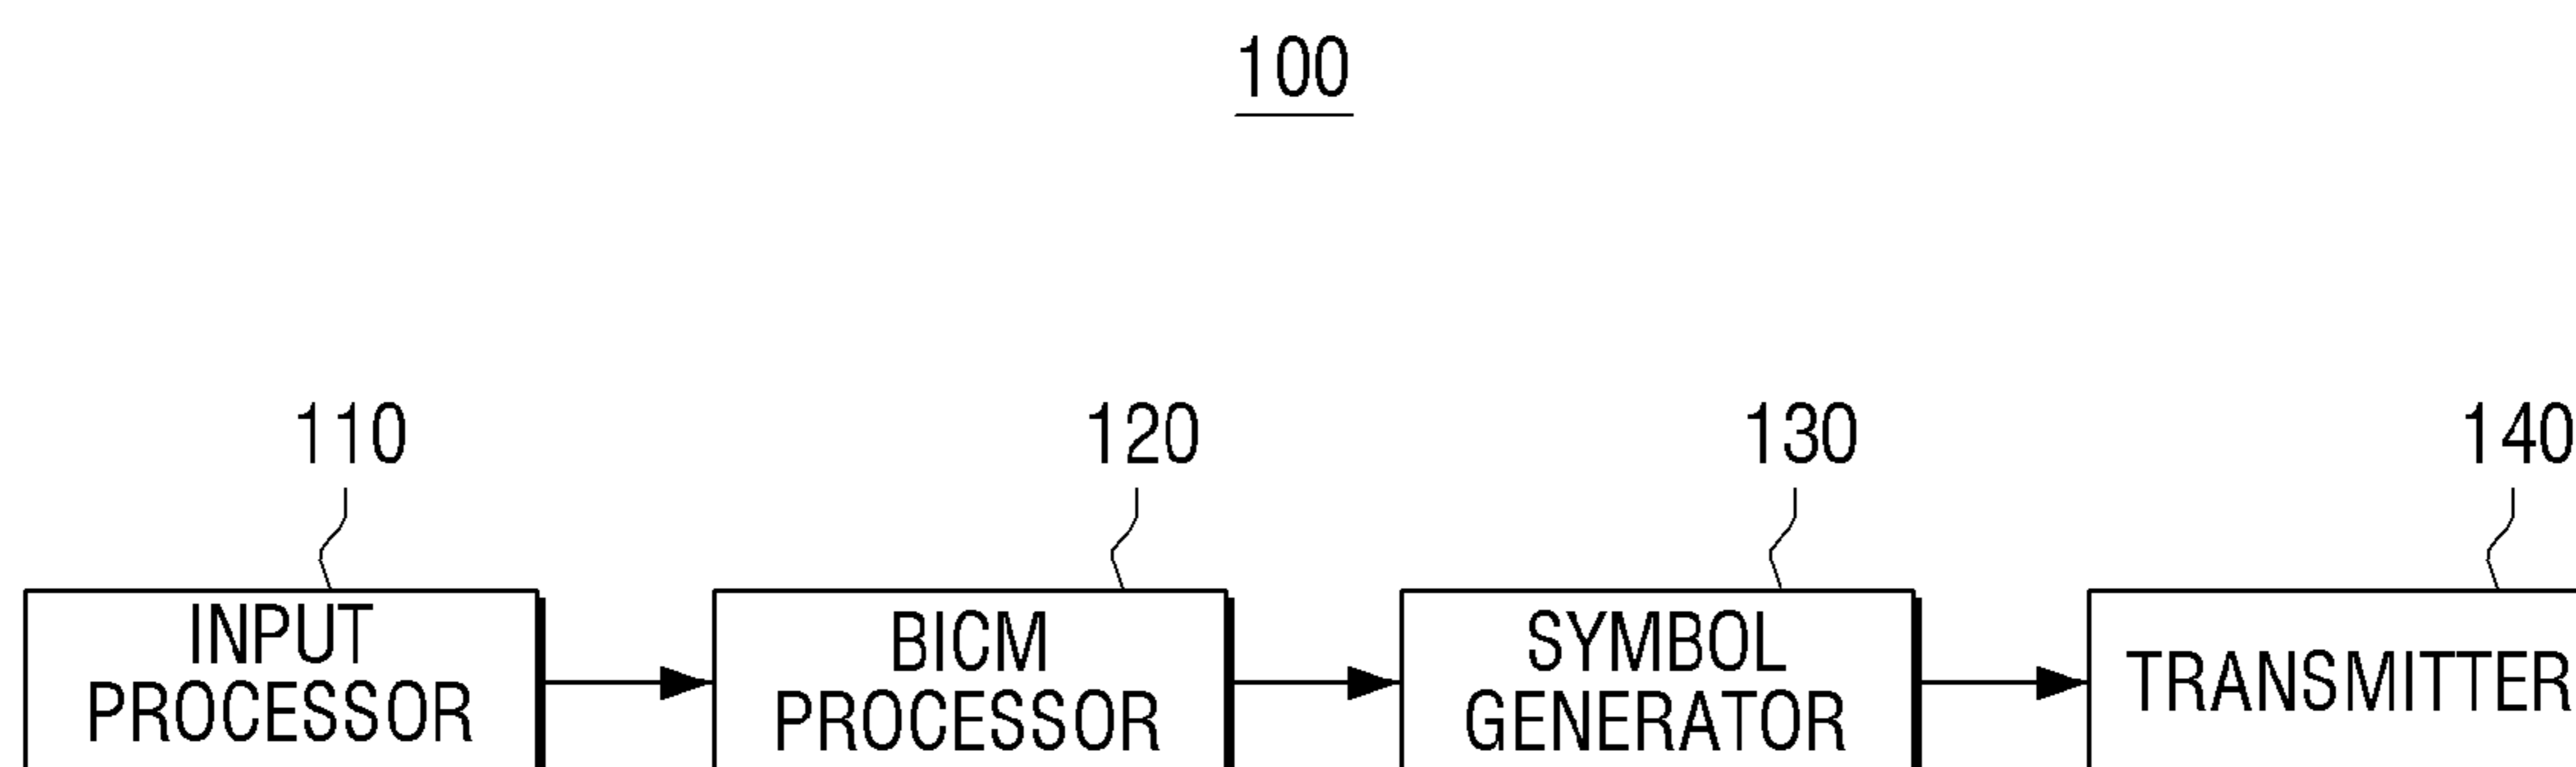 100
110
120
130
140
INPUT
PROCESSOR
BICM
PROCESSOR
SYMBOL
GENERATOR
TRANSMITTER